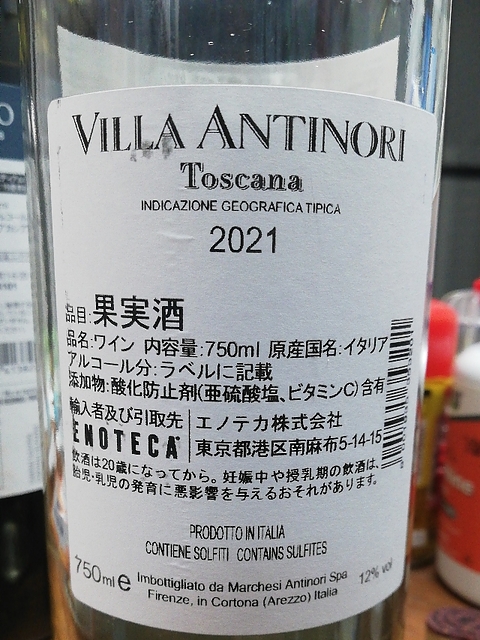 VILLA ANTINORI
Toscana
INDICAZIONE GEOGRAFICA TIPICA
2021
品目:果実酒
品名:ワイン 内容量:750ml 原産国名:イタリア
アルコール分:ラベルに記載
添加物:酸化防止剤(亜硫酸塩、ビタミンC)含有
輸入者及び引取先
ENOTECA
エノテカ株式会社
東京都港区南麻布5-14-15
飲酒は20歳になってから。妊娠中や授乳期の飲酒は、
胎児・乳児の発育に悪影響を与えるおそれがあります。
PRODOTTO IN ITALIA
CONTIENE SOLFITI CONTAINS SULFITES
750ml e
Imbottigliato da Marchesi Antinori Spa
Firenze, in Cortona (Arezzo) Italia
12% vol